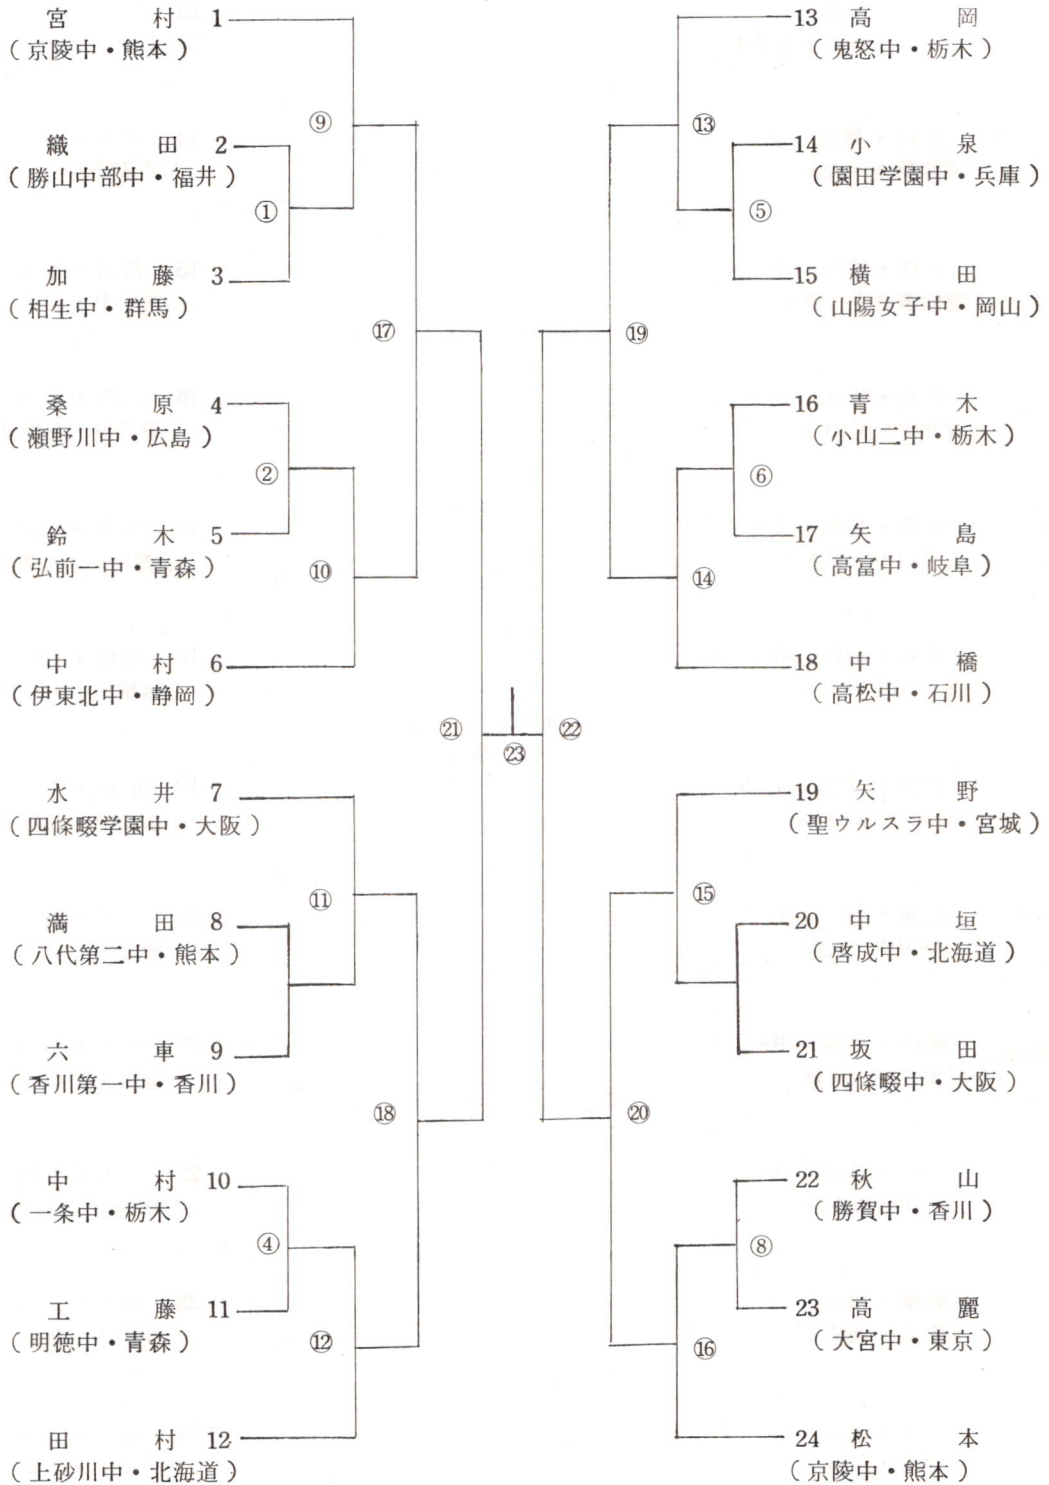 宮村 1
(京陵中・熊本)
⑨
織田 2
(勝山中部中・福井)
①
加藤 3
(相生中・群馬)
⑰
桑原 4
(瀬野川中・広島)
②
鈴木 5
(弘前一中・青森)
⑩
中村 6
(伊東北中・静岡)
㉑
水井 7
(四條畷学園中・大阪)
⑪
満田 8
(八代第二中・熊本)
六車 9
(香川第一中・香川)
⑱
中村 10
(一条中・栃木)
④
工藤 11
(明徳中・青森)
⑫
田村 12
(上砂川中・北海道)
㉓
13 高岡
(鬼怒中・栃木)
⑬
14 小泉
(園田学園中・兵庫)
⑤
15 横田
(山陽女子中・岡山)
⑲
16 青木
(小山二中・栃木)
⑥
17 矢島
(高富中・岐阜)
⑭
18 中橋
(高松中・石川)
㉒
19 矢野
(聖ウルスラ中・宮城)
⑮
20 中垣
(啓成中・北海道)
21 坂田
(四條畷中・大阪)
⑳
22 秋山
(勝賀中・香川)
⑧
23 高麗
(大宮中・東京)
⑯
24 松本
(京陵中・熊本)